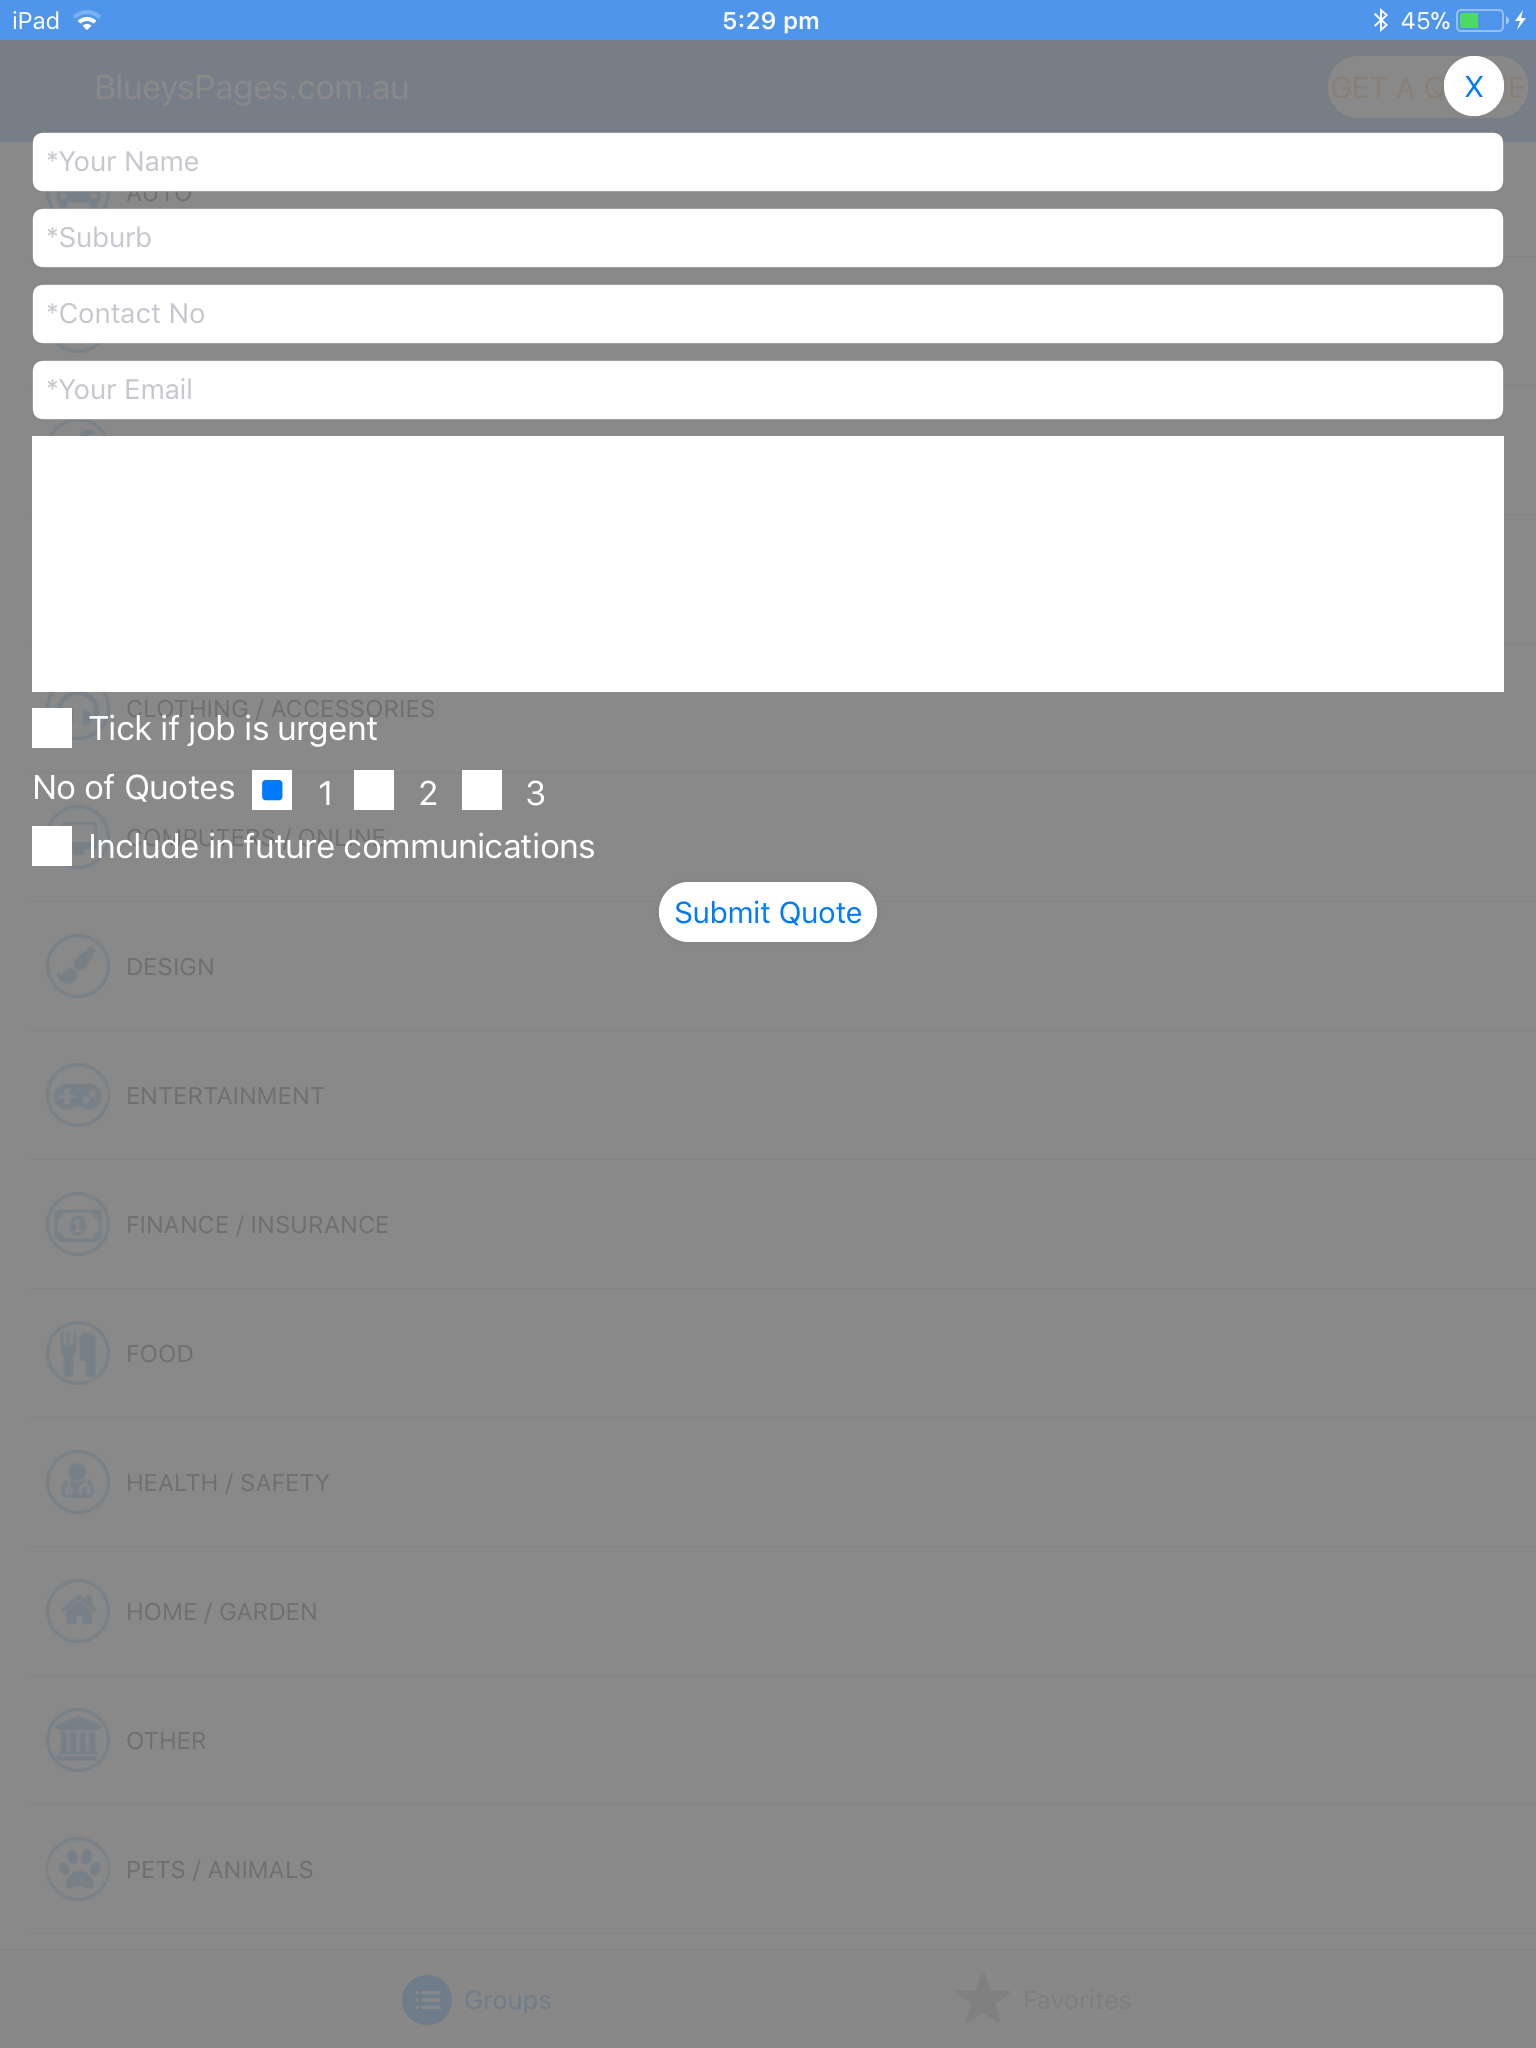 iPad 5:29 pm 45%
BlueysPages.com.au GET A Q E X
*Your Name
AUTO
*Suburb
*Contact No
*Your Email
CLOTHING / ACCESSORIES
Tick if job is urgent
No of Quotes 1 2 3
COMPUTERS / ONLINE
Include in future communications
Submit Quote
DESIGN
ENTERTAINMENT
FINANCE / INSURANCE
FOOD
HEALTH / SAFETY
HOME / GARDEN
OTHER
PETS / ANIMALS
Groups Favorites